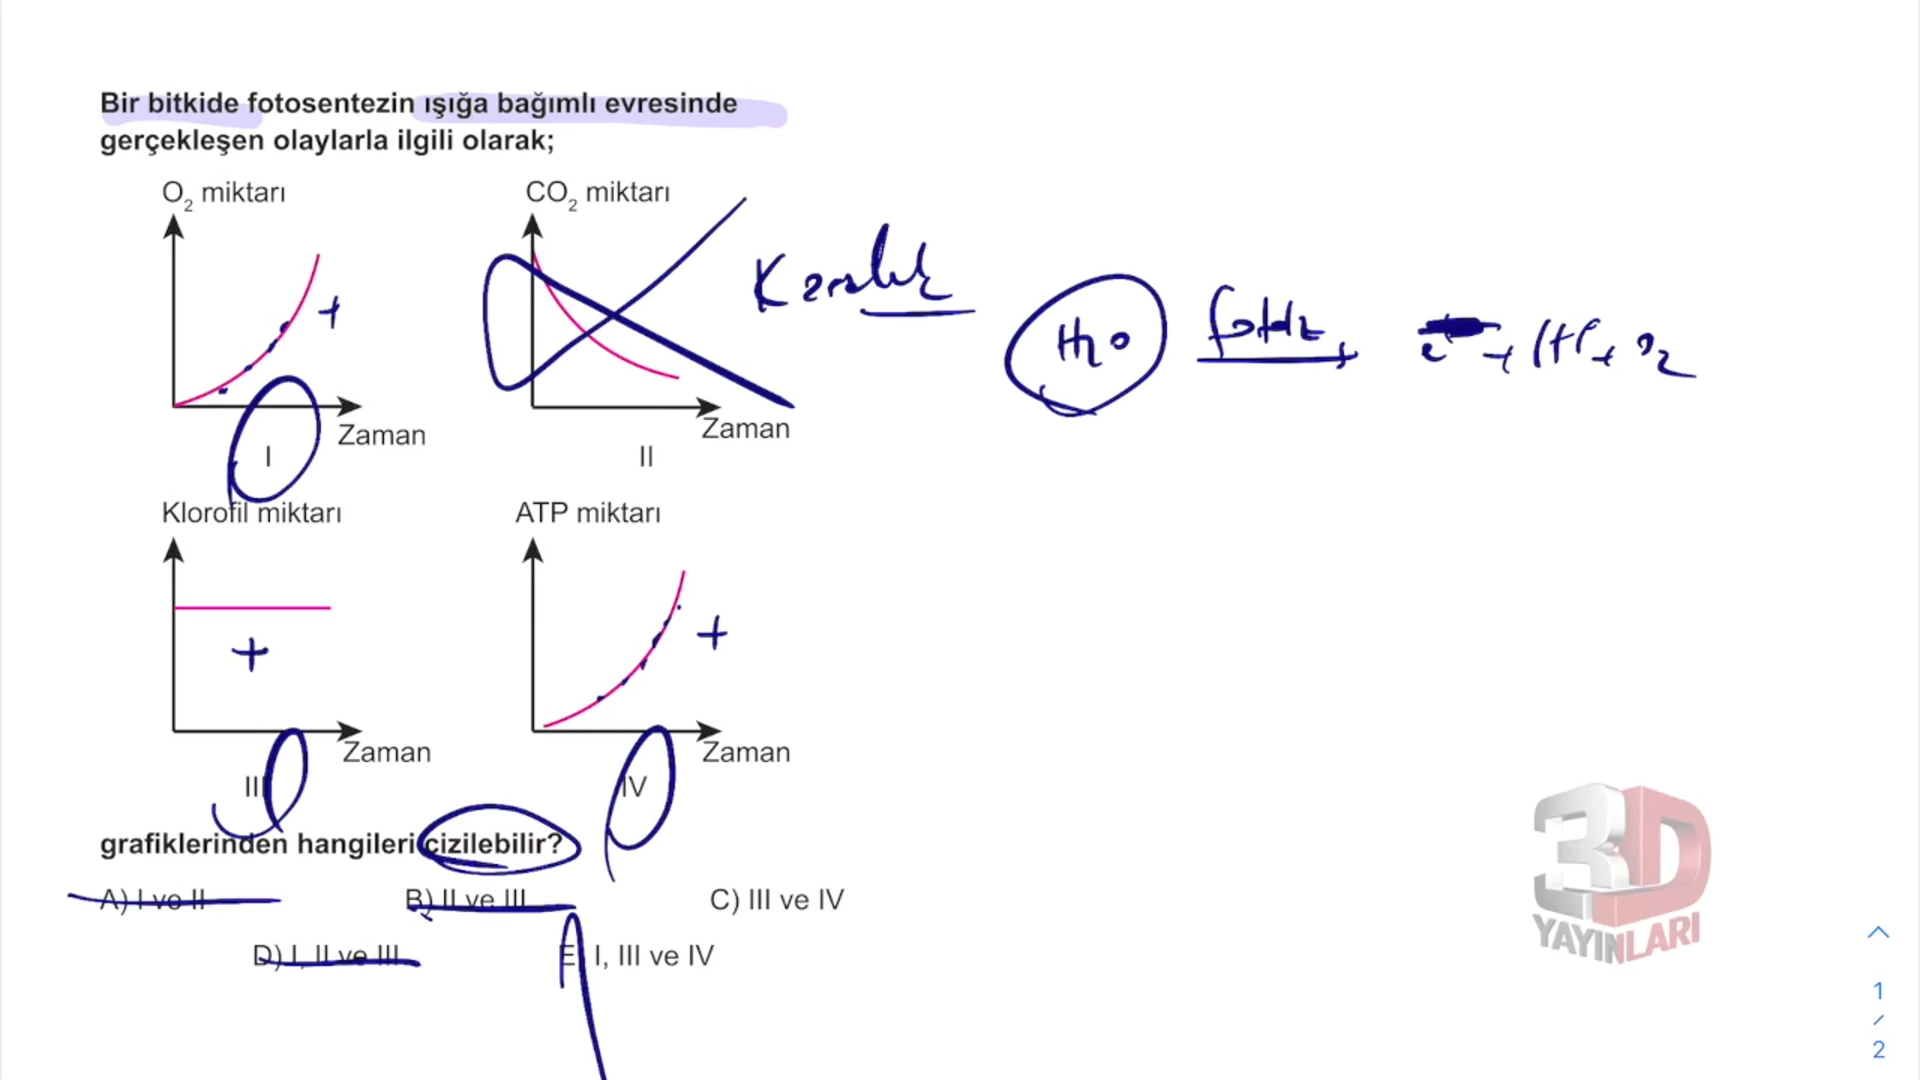 Bir bitkide fotosentezin ışığa bağımlı evresinde
gerçekleşen olaylarla ilgili olarak;
O₂ miktarı
CO₂ miktarı
Zaman
Zaman
I
II
H₂O
Klorofil miktarı
ATP miktarı
+
+
+
Zaman
Zaman
III
IV
grafiklerinden hangileri çizilebilir?
A) I ve II
B) II ve III
C) III ve IV
D) I, II ve III
E) I, III ve IV
3D
YAYINLARI
1
/
2